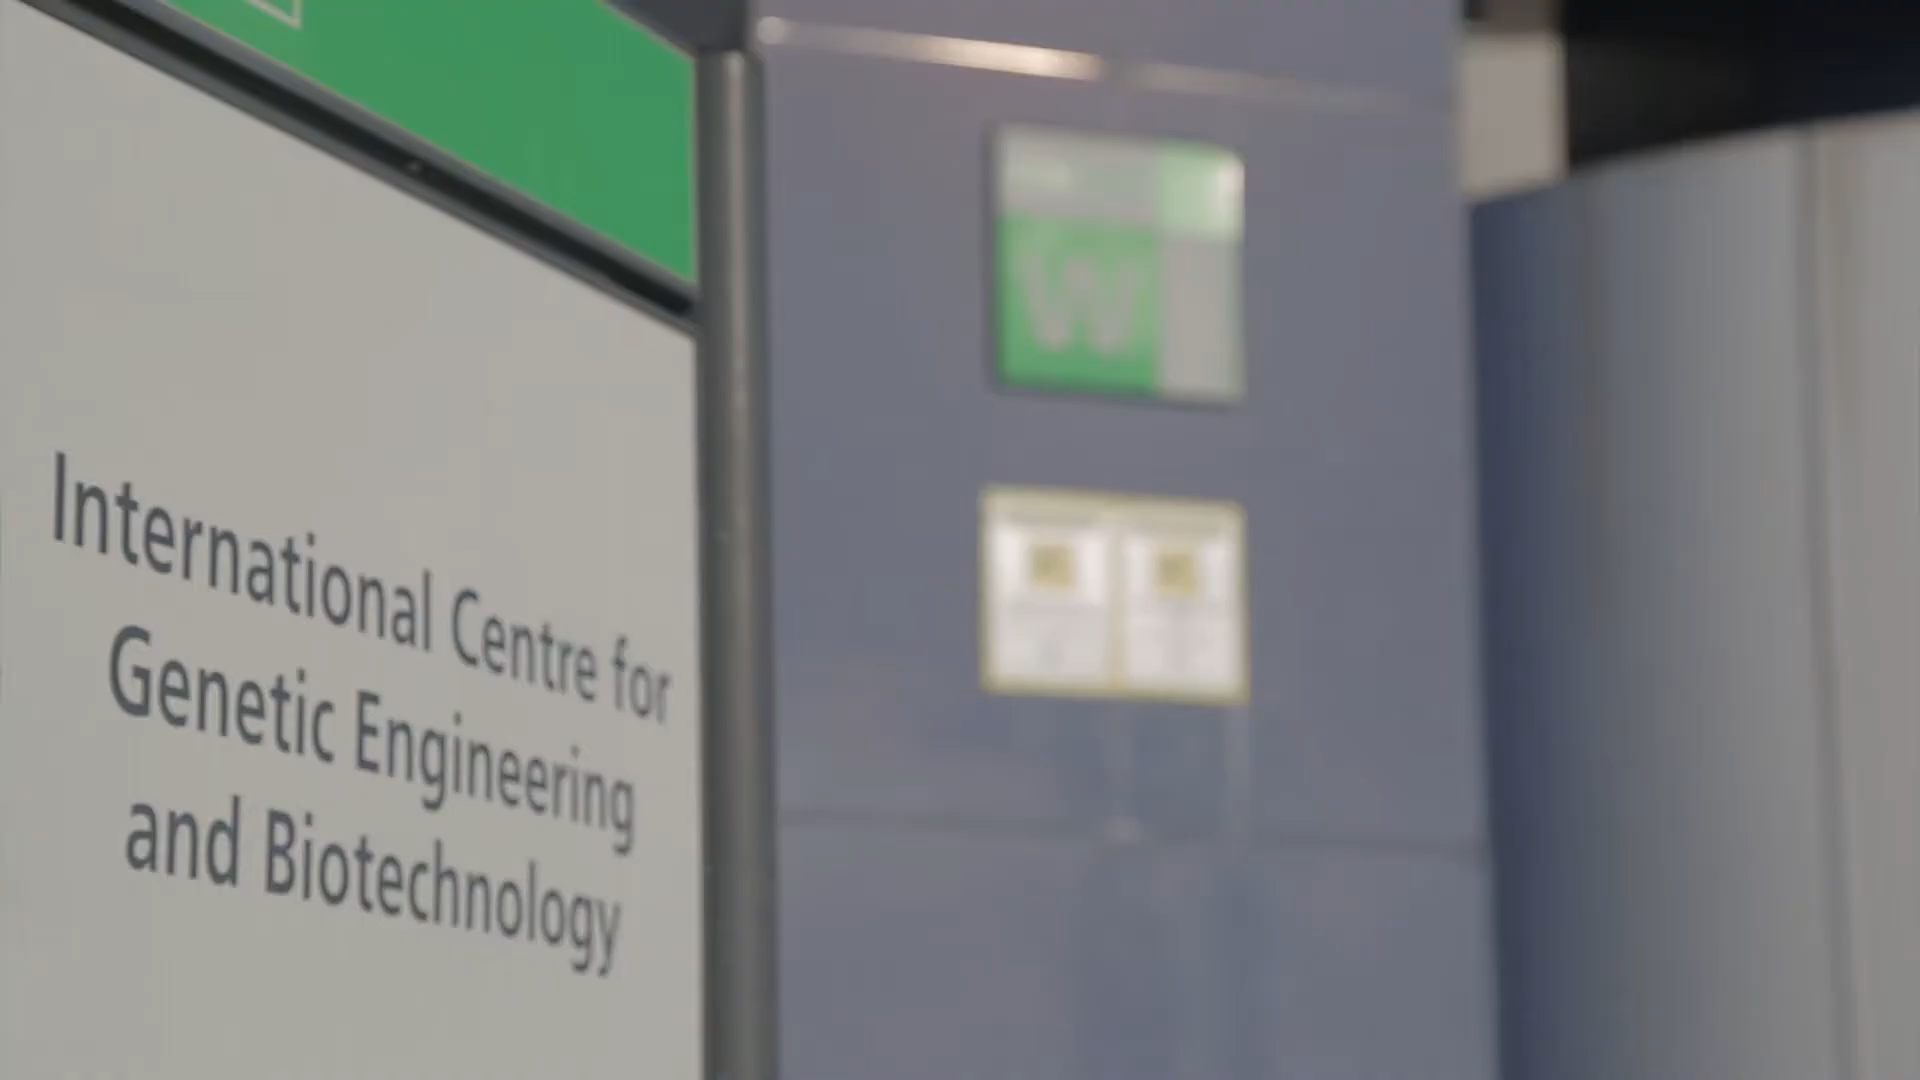 International Centre for
Genetic Engineering
and Biotechnology
W